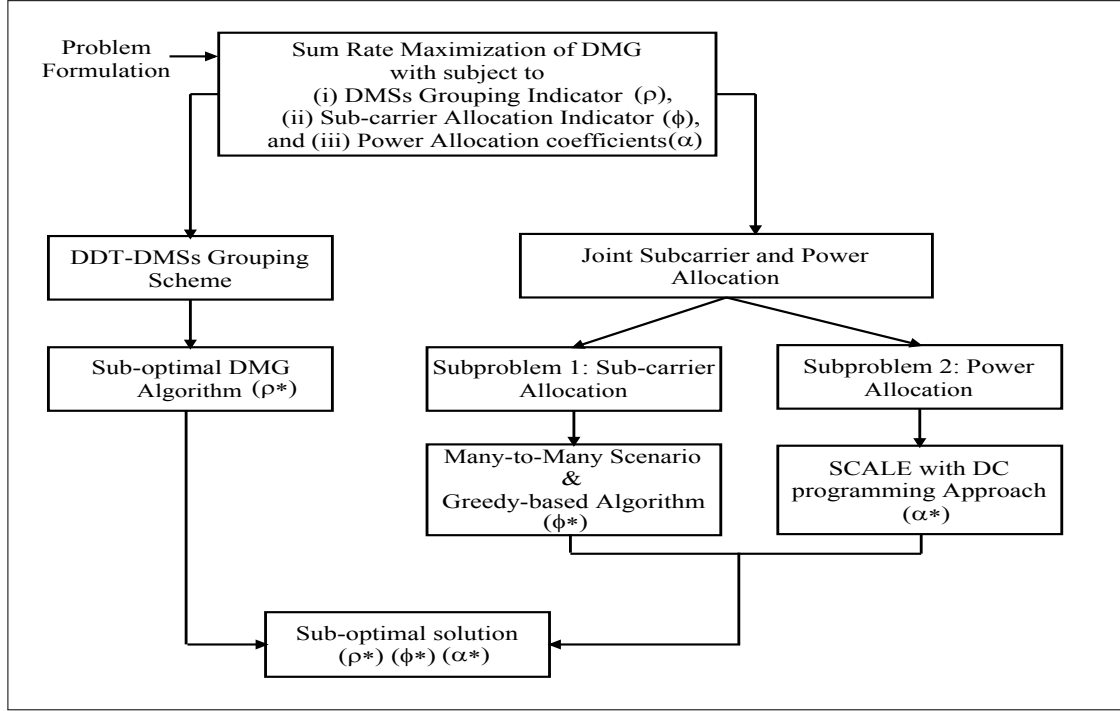 Problem
Formulation
Sum Rate Maximization of DMG
with subject to
(i) DMSs Grouping Indicator (ρ),
(ii) Sub-carrier Allocation Indicator (ϕ),
and (iii) Power Allocation coefficients(α)
DDT-DMSs Grouping
Scheme
Joint Subcarrier and Power
Allocation
Sub-optimal DMG
Algorithm (ρ*)
Subproblem 1: Sub-carrier
Allocation
Subproblem 2: Power
Allocation
Many-to-Many Scenario
&
Greedy-based Algorithm
(ϕ*)
SCALE with DC
programming Approach
(α*)
Sub-optimal solution
(ρ*) (ϕ*) (α*)